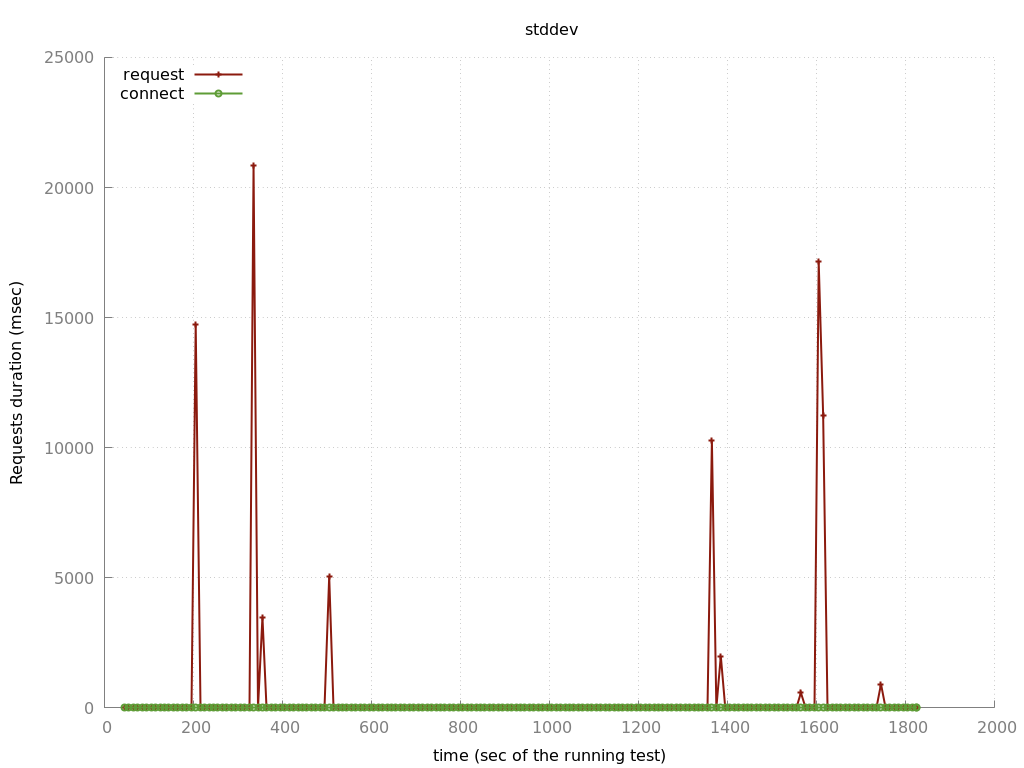 stddev
25000
20000
15000
10000
5000
0
request
connect
Requests duration (msec)
0 200 400 600 800 1000 1200 1400 1600 1800 2000
time (sec of the running test)